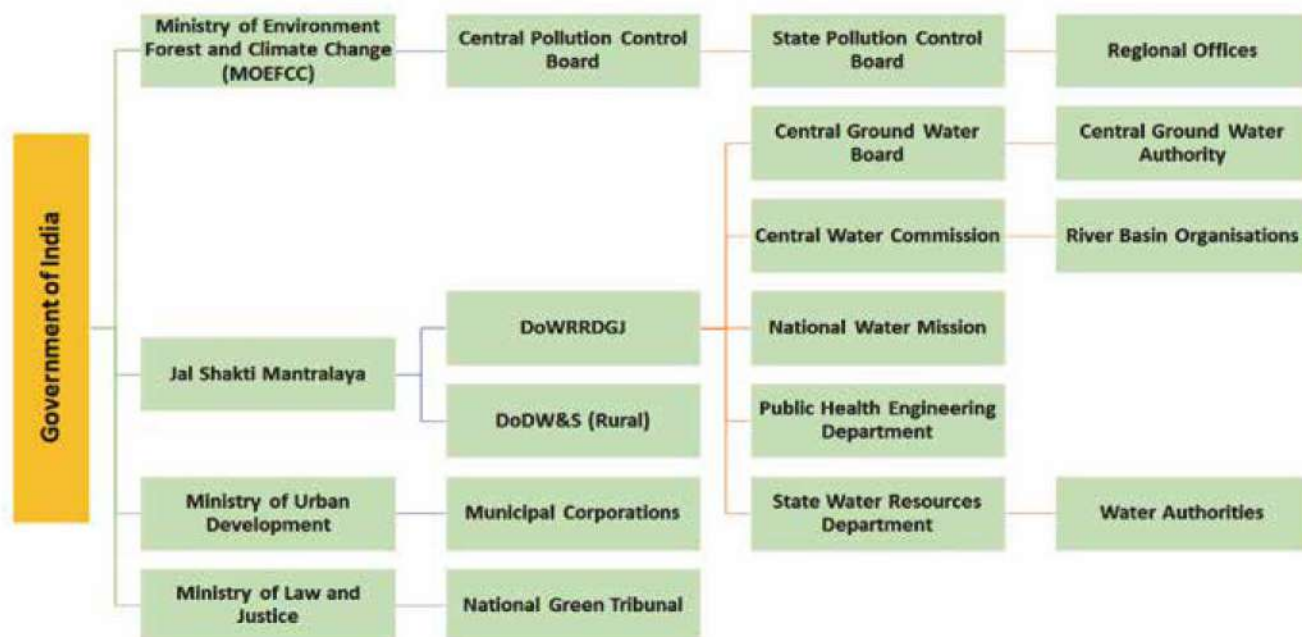 Government of India
Ministry of Environment
Forest and Climate Change
(MOEFCC)
Central Pollution Control
Board
State Pollution Control
Board
Regional Offices
Central Ground Water
Board
Central Ground Water
Authority
Central Water Commission
River Basin Organisations
Jal Shakti Mantralaya
DoWRRDGJ
National Water Mission
DoDW&S (Rural)
Public Health Engineering
Department
Ministry of Urban
Development
Municipal Corporations
State Water Resources
Department
Water Authorities
Ministry of Law and
Justice
National Green Tribunal